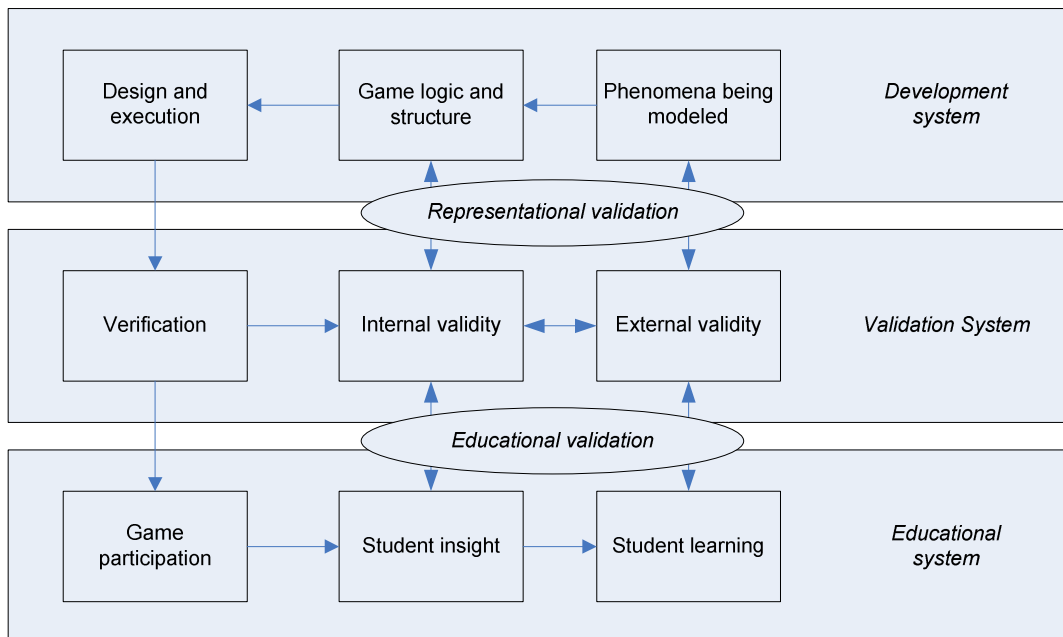 Design and
execution
Game logic and
structure
Phenomena being
modeled
Development
system
Representational validation
Verification
Internal validity
External validity
Validation System
Educational validation
Game
participation
Student insight
Student learning
Educational
system